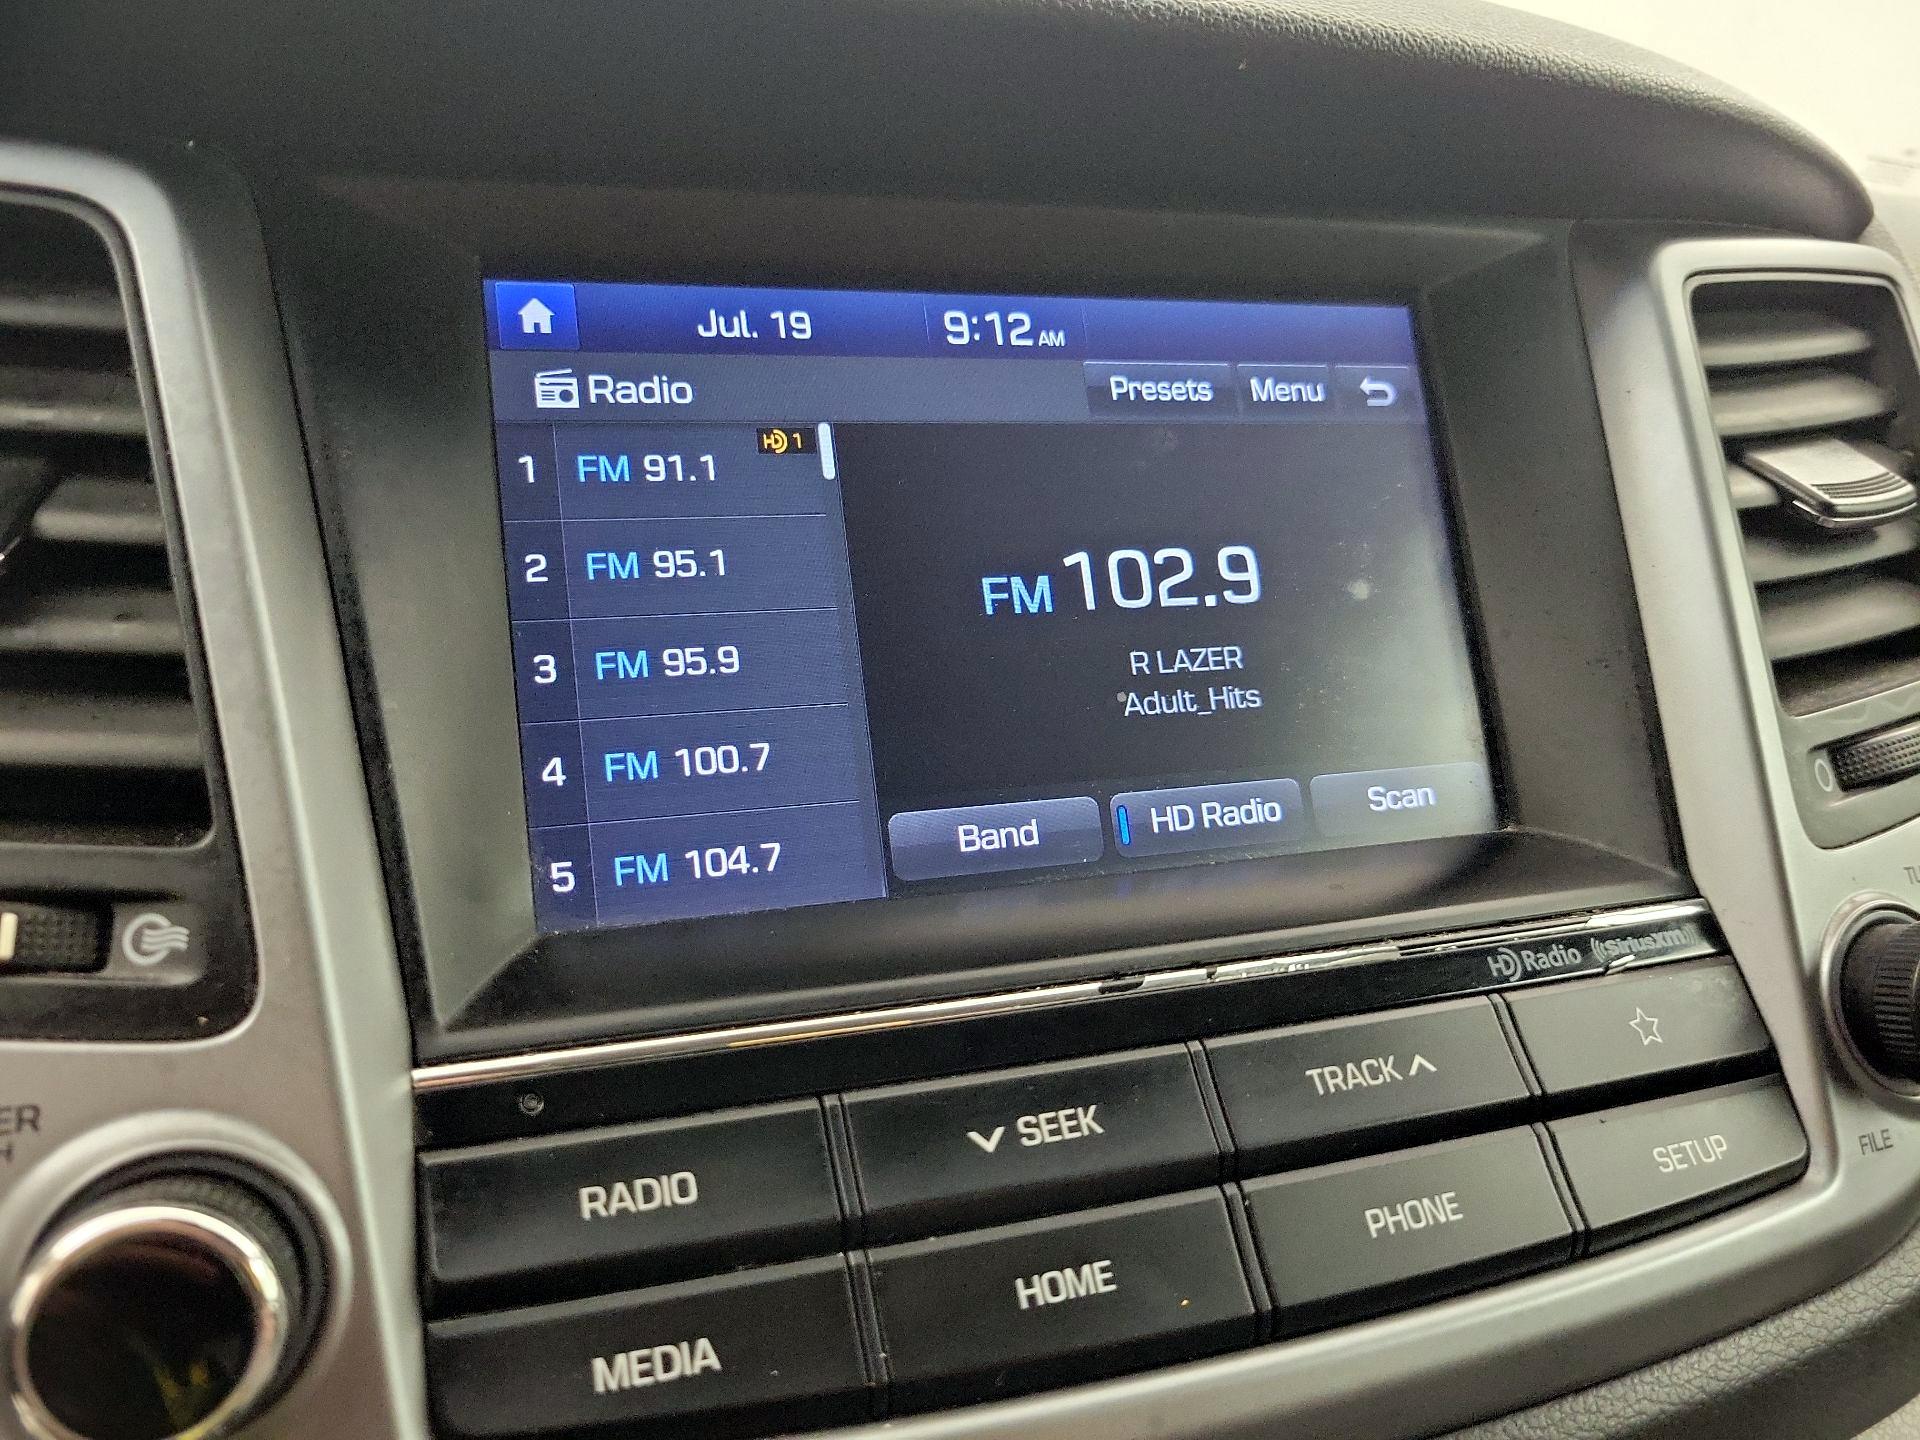 Jul. 19 9:12 AM
Radio Presets Menu
1 FM 91.1 HD 1
2 FM 95.1
3 FM 95.9
4 FM 100.7
5 FM 104.7
FM 102.9
R LAZER
Adult_Hits
Band HD Radio Scan
HD Radio ((SiriusXM))
SEEK TRACK
RADIO
MEDIA HOME PHONE SETUP
FILE